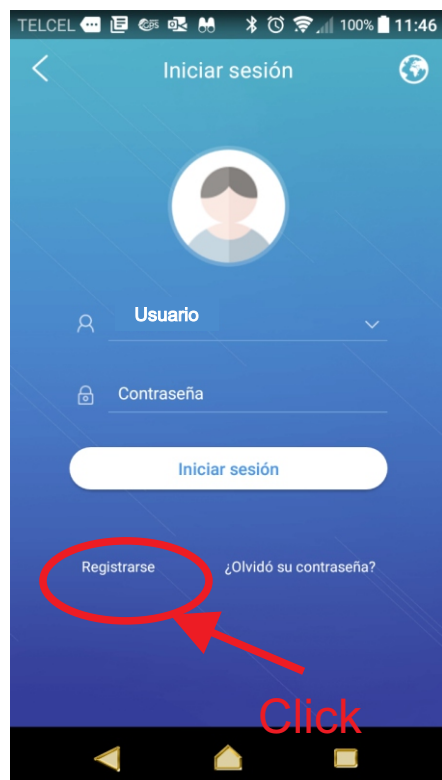 TELCEL 100% 11:46
Iniciar sesión
Usuario
Contraseña
Iniciar sesión
Registrarse ¿Olvidó su contraseña?
Click